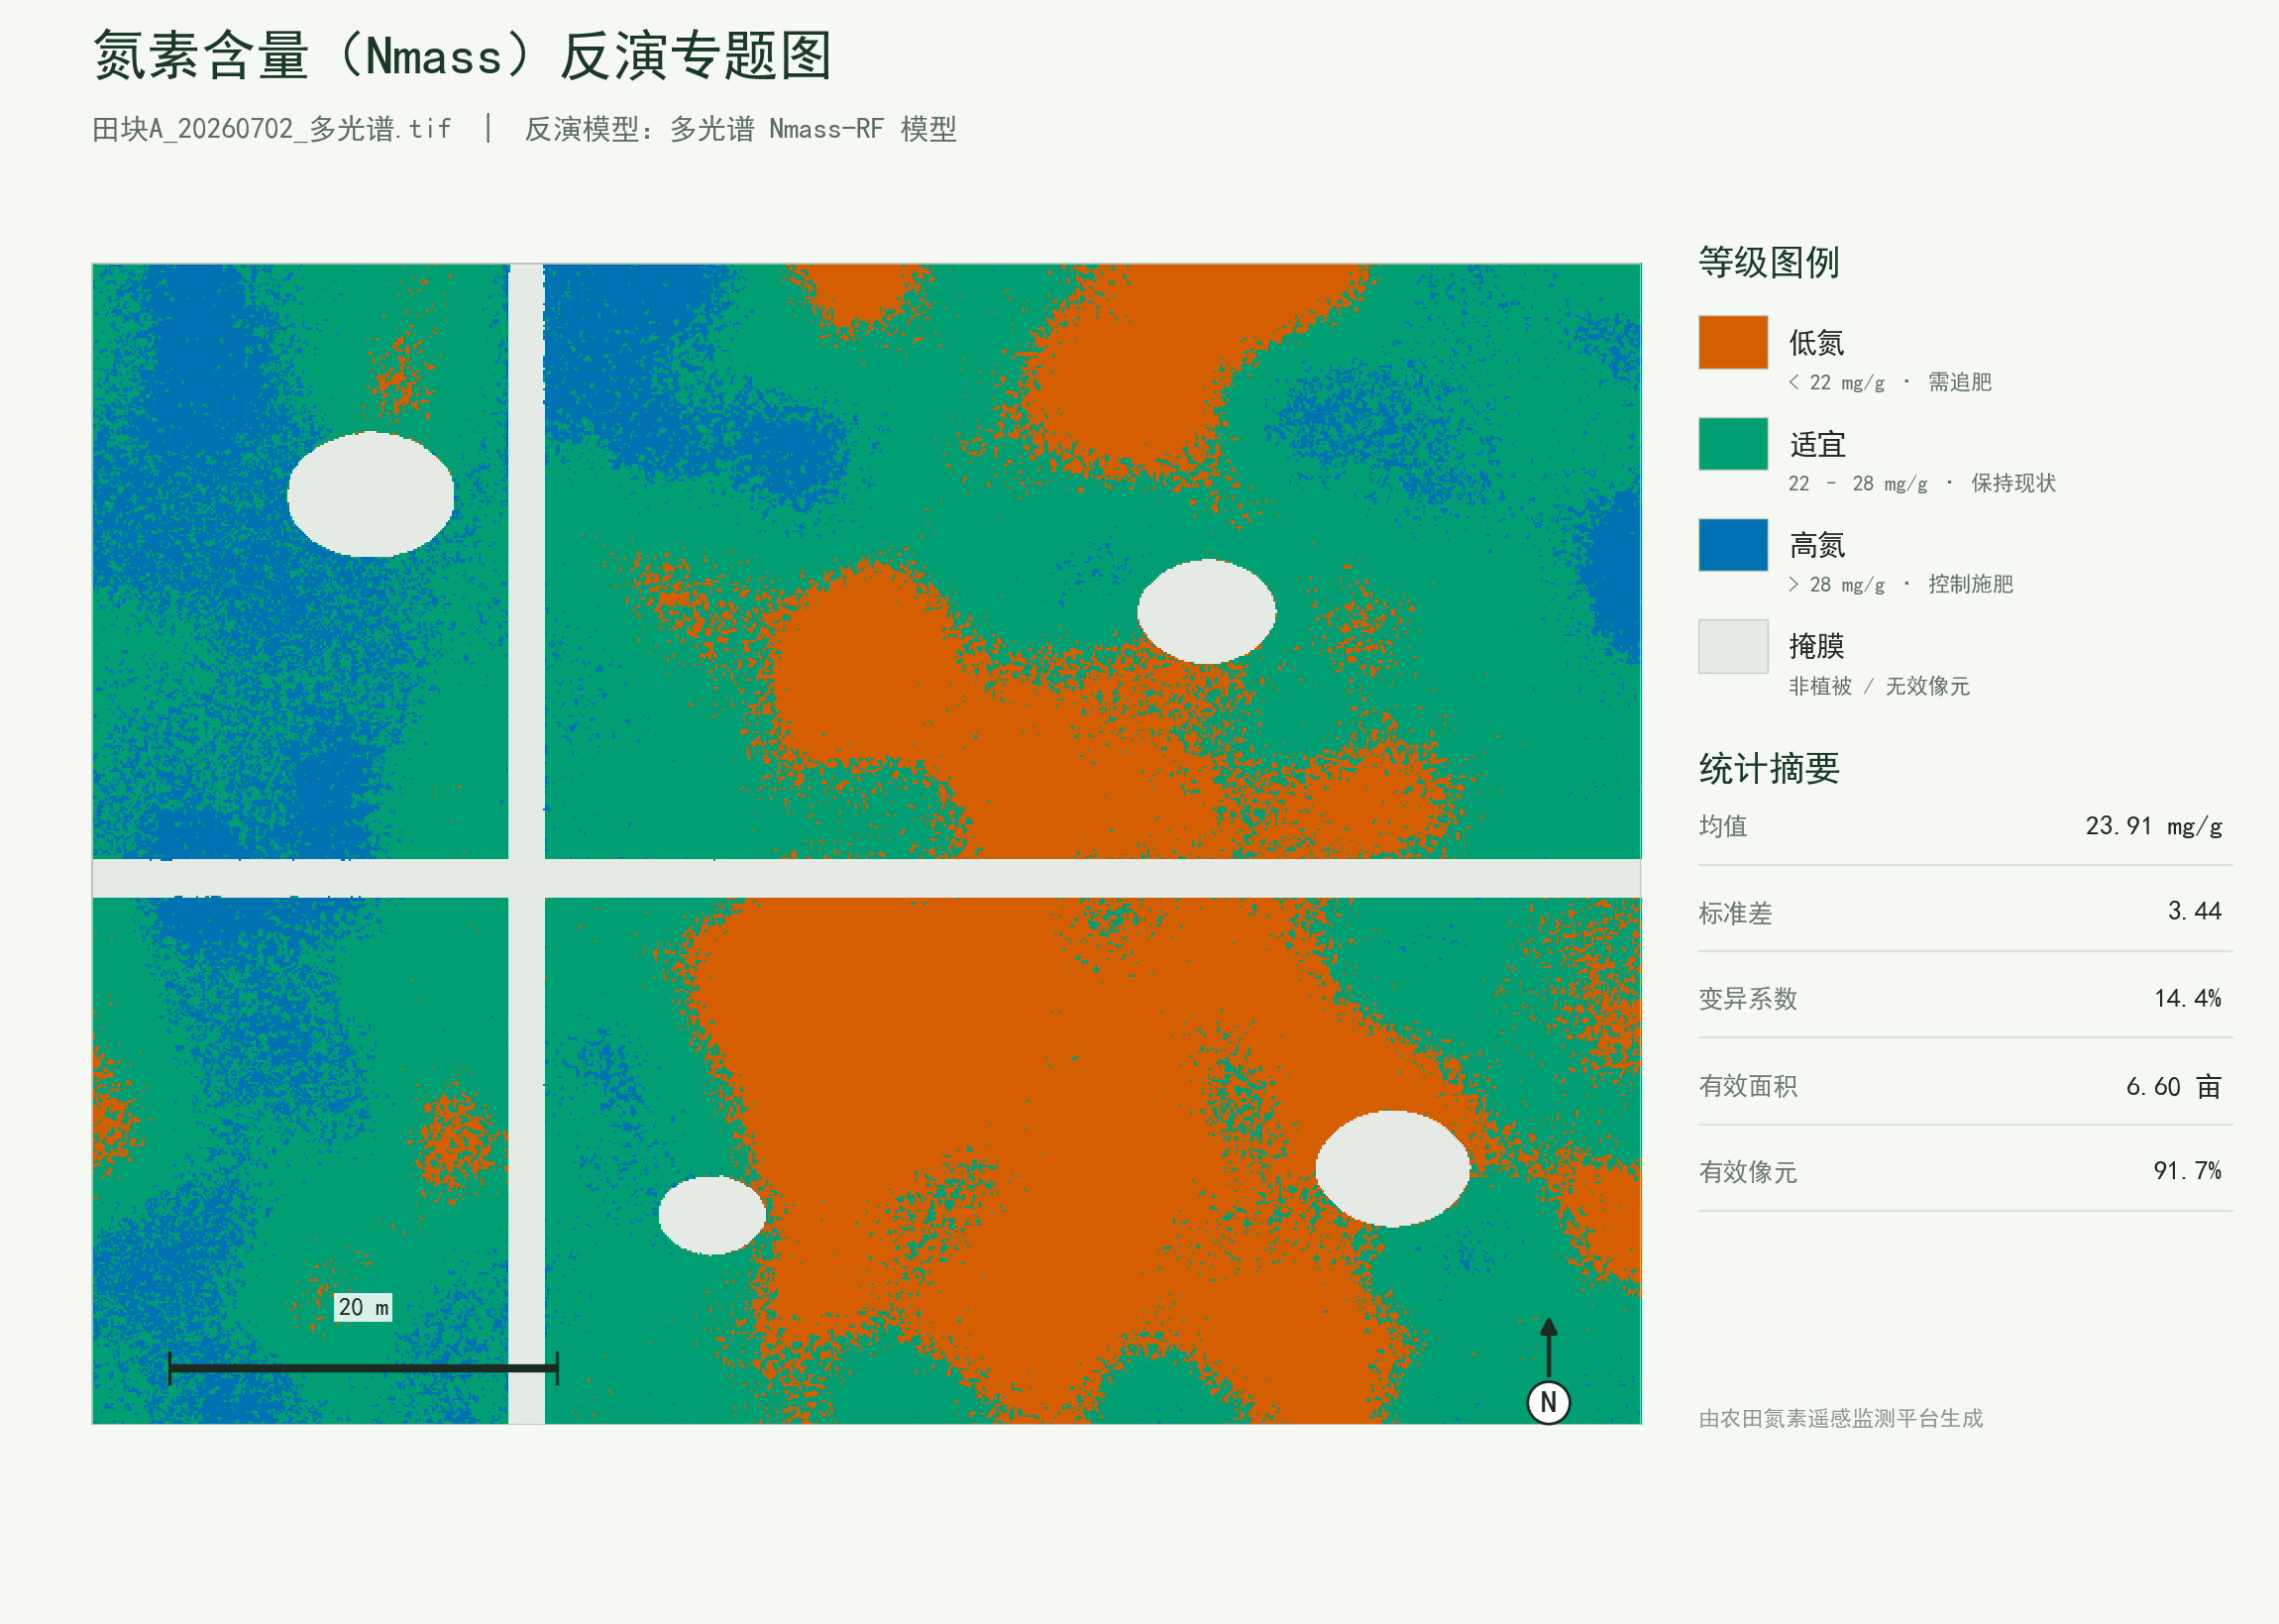 氮素含量（Nmass）反演专题图
田块A_20260702_多光谱.tif | 反演模型：多光谱 Nmass-RF 模型
等级图例
低氮
< 22 mg/g · 需追肥
适宜
22 - 28 mg/g · 保持现状
高氮
> 28 mg/g · 控制施肥
掩膜
非植被 / 无效像元
统计摘要
均值 23.91 mg/g
标准差 3.44
变异系数 14.4%
有效面积 6.60 亩
有效像元 91.7%
20 m
N
由农田氮素遥感监测平台生成